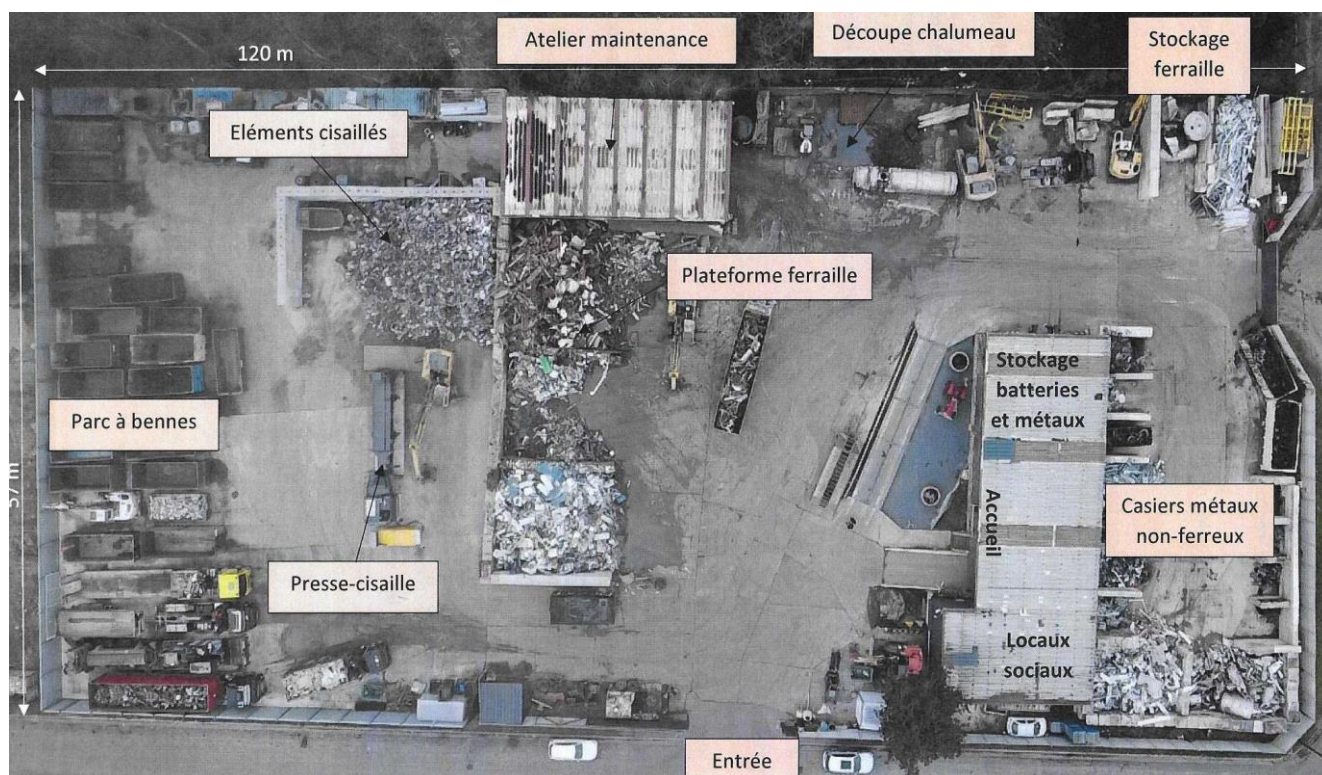 120 m
Atelier maintenance
Découpe chalumeau
Stockage
ferraille
Eléments cisaillés
Plateforme ferraille
Stockage
batteries
et métaux
Parc à bennes
57 m
Accueil
Casiers métaux
non-ferreux
Presse-cisaille
Locaux
sociaux
Entrée